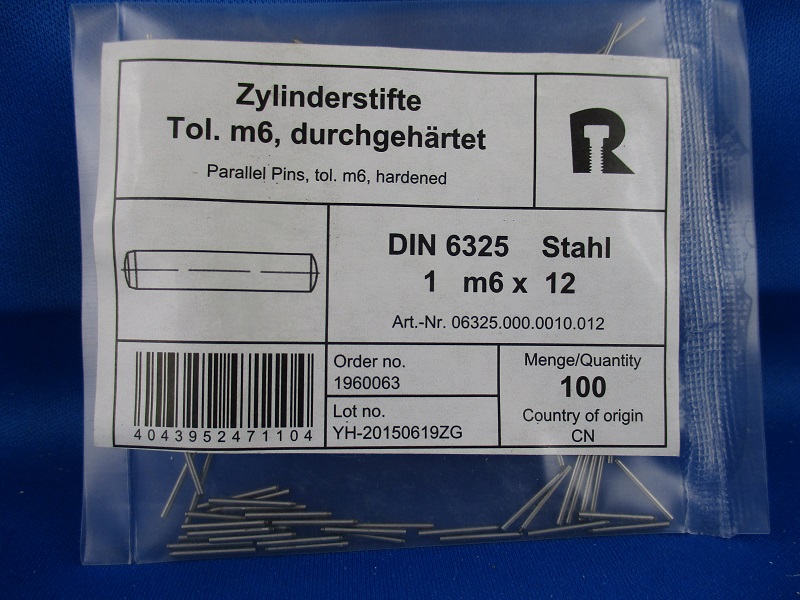 Zylinderstifte
Tol. m6, durchgehärtet
Parallel Pins, tol. m6, hardened
R
DIN 6325 Stahl
1 m6 x 12
Art.-Nr. 06325.000.0010.012
4043952471104
Order no.
1960063
Lot no.
YH-20150619ZG
Menge/Quantity
100
Country of origin
CN